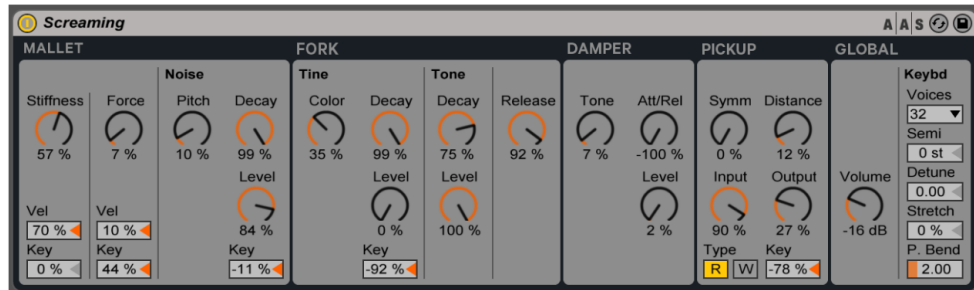 Screaming
A A S
MALLET
FORK
DAMPER
PICKUP
GLOBAL
Noise
Tine
Tone
Keybd
Stiffness
Force
Pitch
Decay
Color
Decay
Decay
Release
Tone
Att/Rel
Symm
Distance
Voices
57 %
7 %
10 %
99 %
35 %
99 %
75 %
92 %
7 %
-100 %
0 %
12 %
32
Semi
0 st
Level
Level
Level
Level
Input
Output
Volume
Detune
0.00
84 %
0 %
100 %
2 %
90 %
27 %
-16 dB
Stretch
0 %
Vel
70 %
Vel
10 %
Key
0 %
Key
44 %
Key
-11 %
Key
-92 %
Type
R W
Key
-78 %
P. Bend
2.00